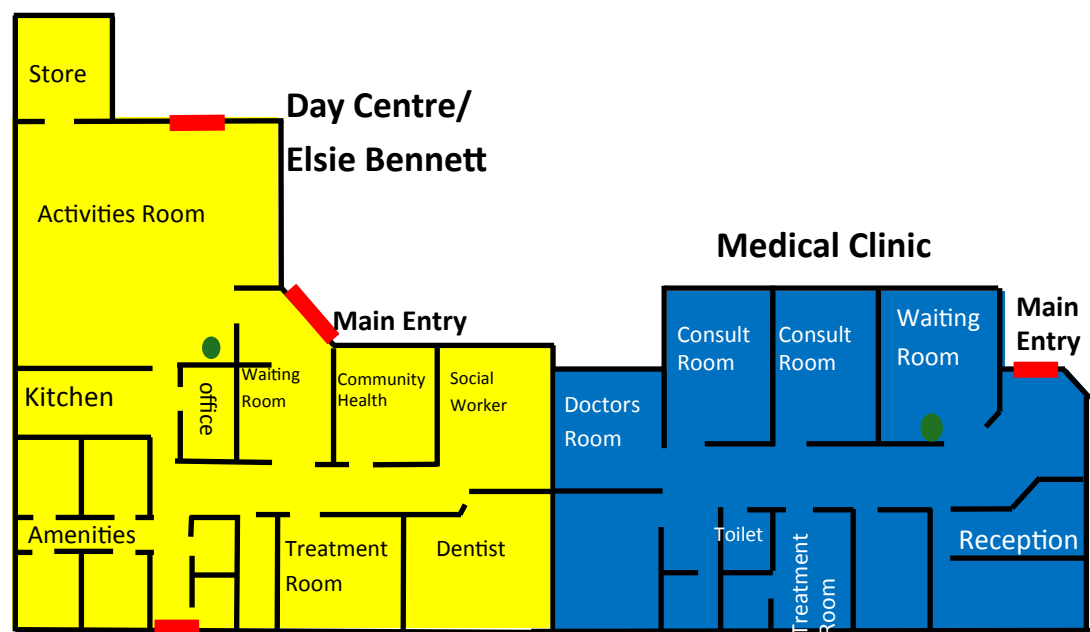 Store
Day Centre/
Elsie Bennett
Activities Room
Medical Clinic
Main Entry
Main
Entry
Waiting
Room
Consult
Room
Consult
Room
Kitchen
office
Waiting
Room
Community
Health
Social
Worker
Doctors
Room
Amenities
Treatment
Room
Dentist
Toilet
Treatment
Room
Reception